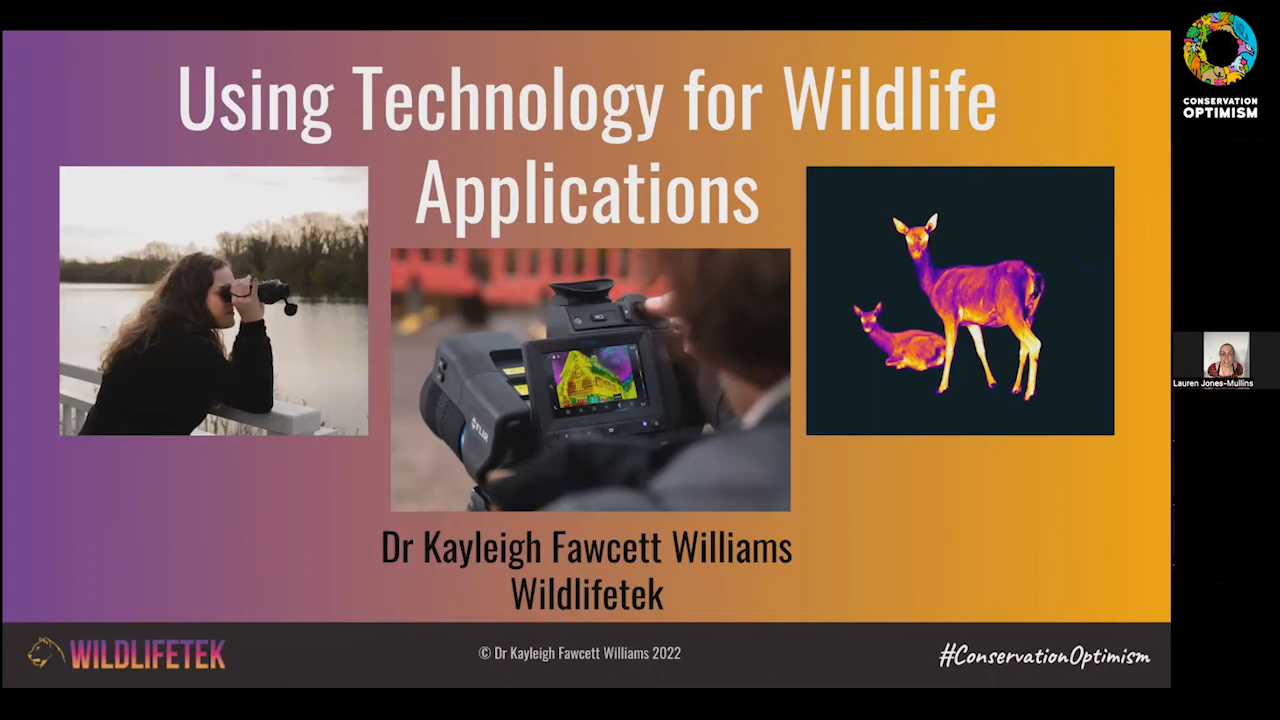 Using Technology for Wildlife
Applications
CONSERVATION
OPTIMISM
FLIR
Lauren Jones-Mullins
Dr Kayleigh Fawcett Williams
Wildlifetek
WILDLIFETEK
© Dr Kayleigh Fawcett Williams 2022
#ConservationOptimism